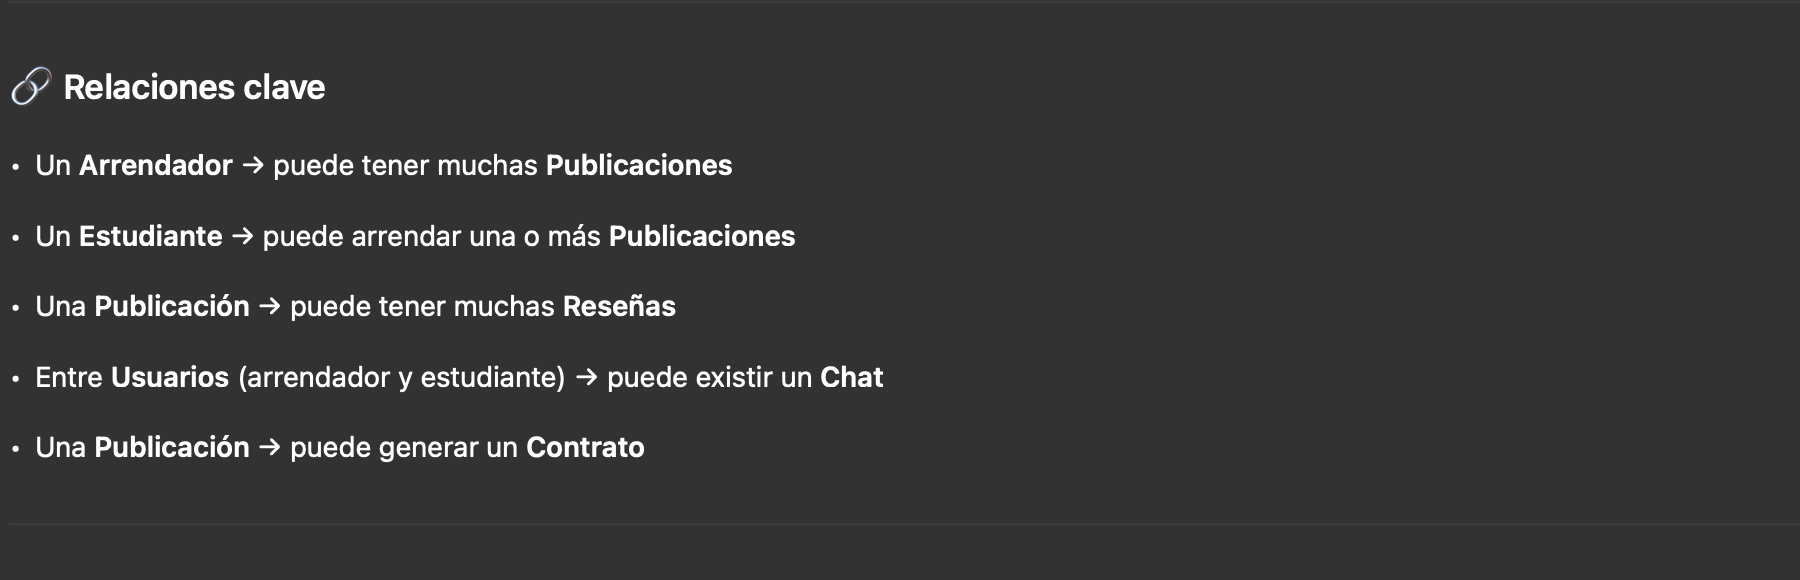 🔗 Relaciones clave
• Un Arrendador → puede tener muchas Publicaciones
• Un Estudiante → puede arrendar una o más Publicaciones
• Una Publicación → puede tener muchas Reseñas
• Entre Usuarios (arrendador y estudiante) → puede existir un Chat
• Una Publicación → puede generar un Contrato